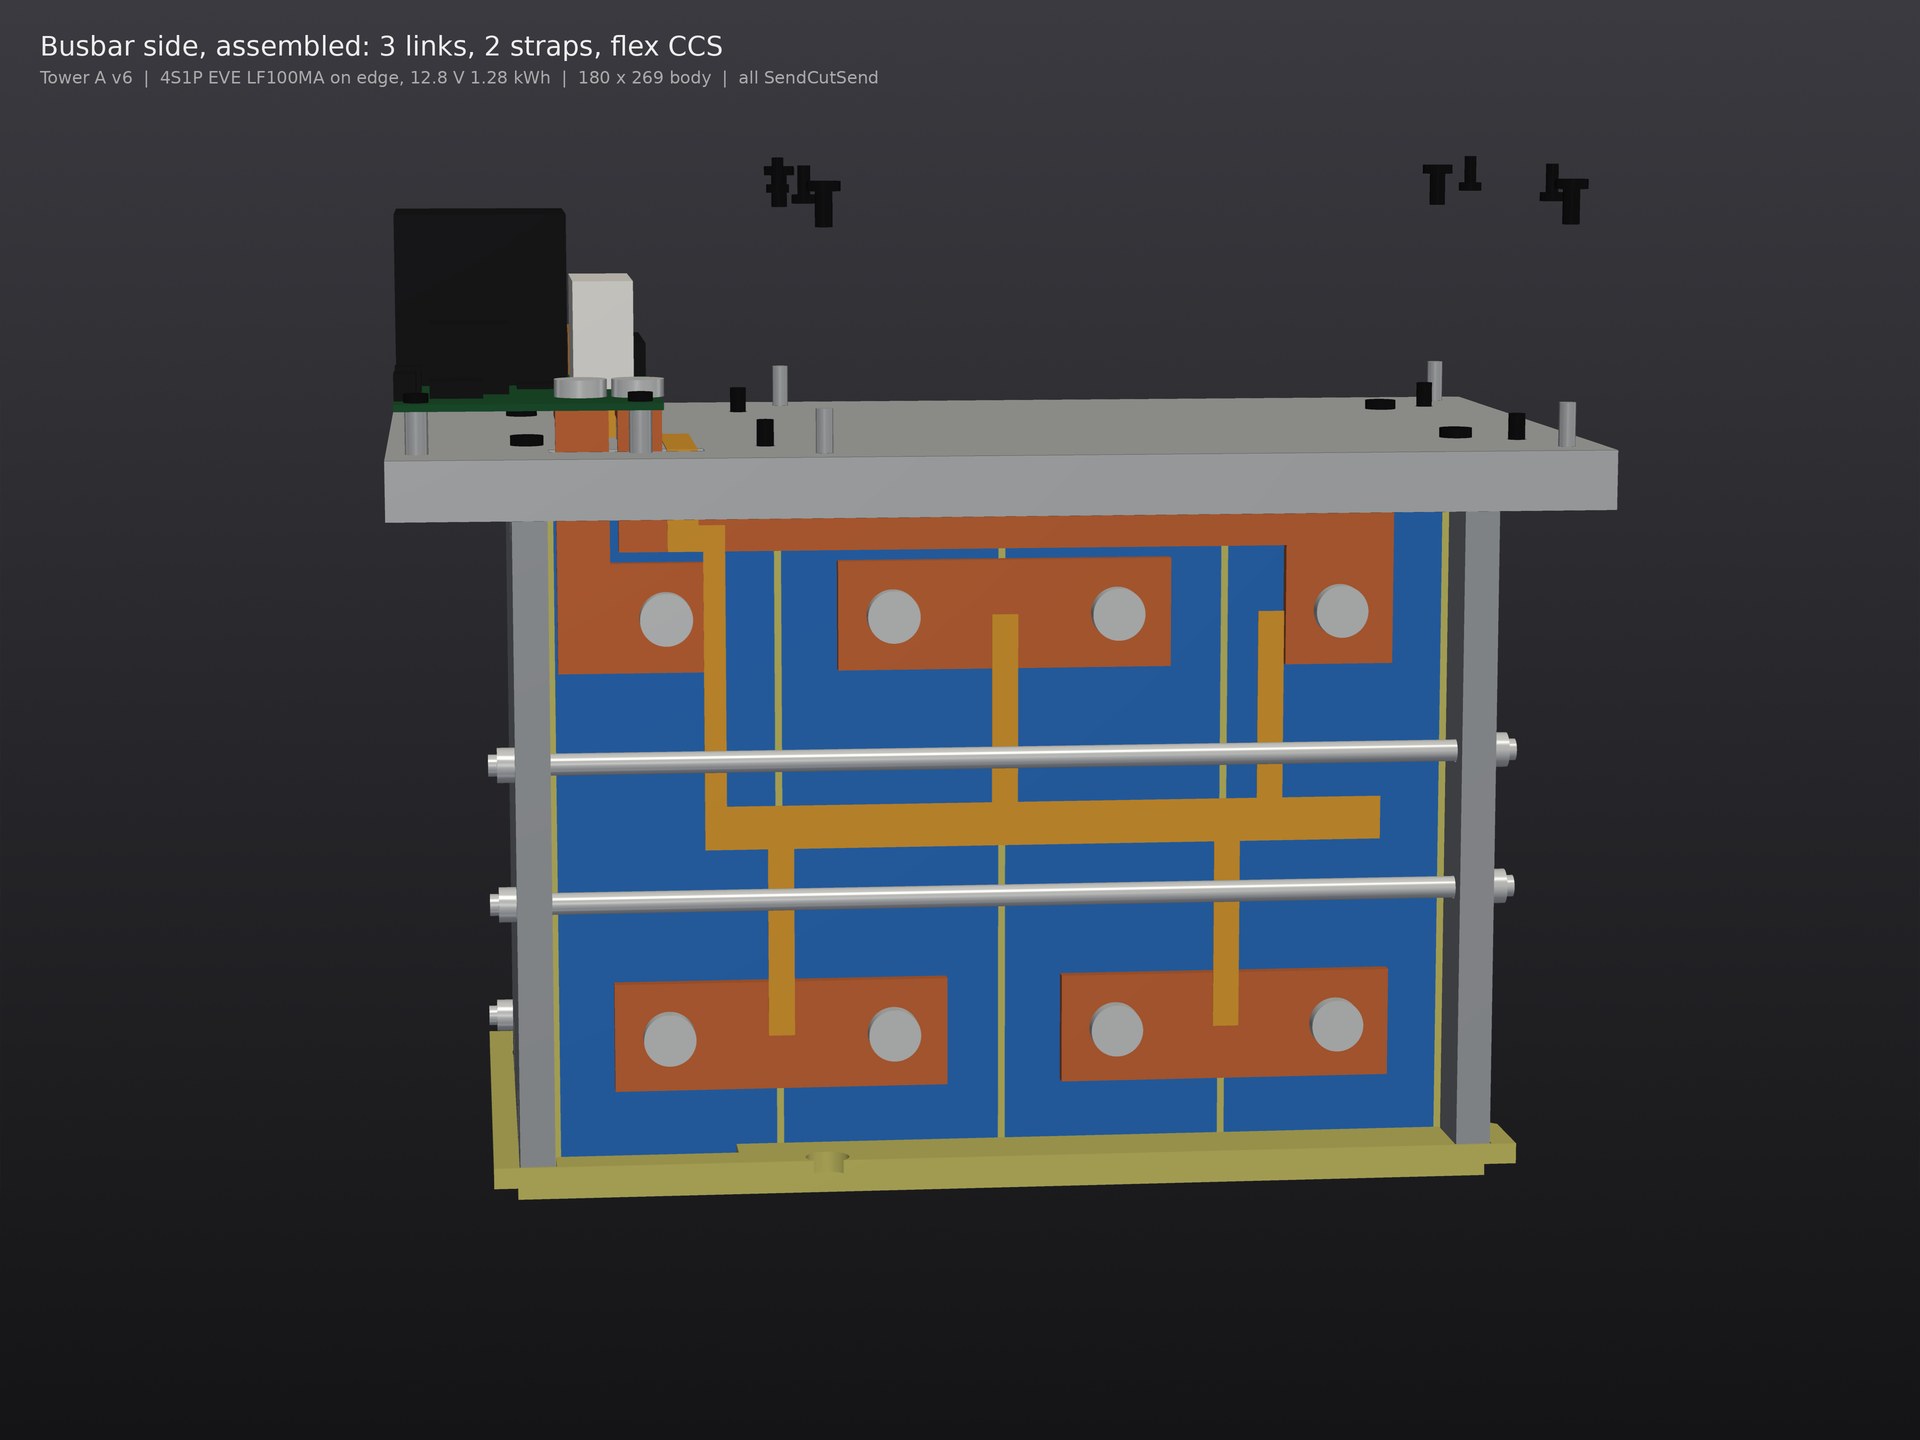 Busbar side, assembled: 3 links, 2 straps, flex CCS
Tower A v6 | 4S1P EVE LF100MA on edge, 12.8 V 1.28 kWh | 180 x 269 body | all SendCutSend